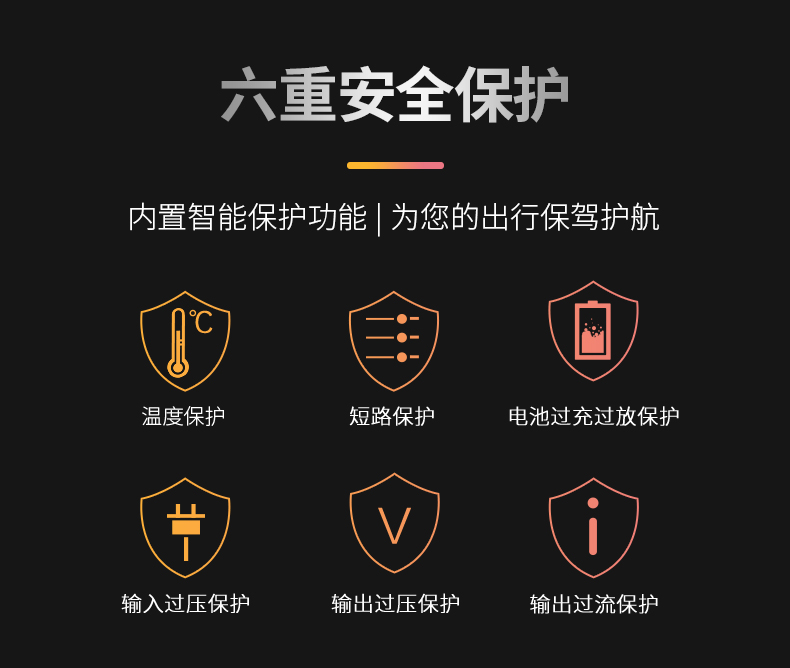 六重安全保护
内置智能保护功能 | 为您的出行保驾护航
℃
温度保护
短路保护
电池过充过放保护
V
i
输入过压保护
输出过压保护
输出过流保护